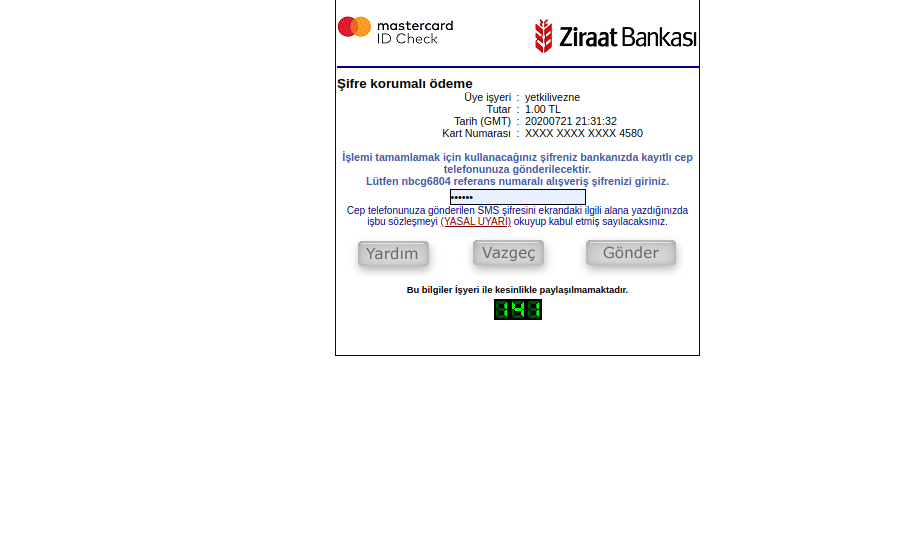 mastercard
ID Check
Ziraat Bankası
Şifre korumalı ödeme
Üye işyeri : yetkilivezne
Tutar : 1.00 TL
Tarih (GMT) : 20200721 21:31:32
Kart Numarası : XXXX XXXX XXXX 4580
İşlemi tamamlamak için kullanacağınız şifreniz bankanızda kayıtlı cep
telefonunuza gönderilecektir.
Lütfen nbcg6804 referans numaralı alışveriş şifrenizi giriniz.
••••••
Cep telefonunuza gönderilen SMS şifresini ekrandaki ilgili alana yazdığınızda
işbu sözleşmeyi (YASAL UYARI) okuyup kabul etmiş sayılacaksınız.
Yardım Vazgeç Gönder
Bu bilgiler İşyeri ile kesinlikle paylaşılmamaktadır.
141